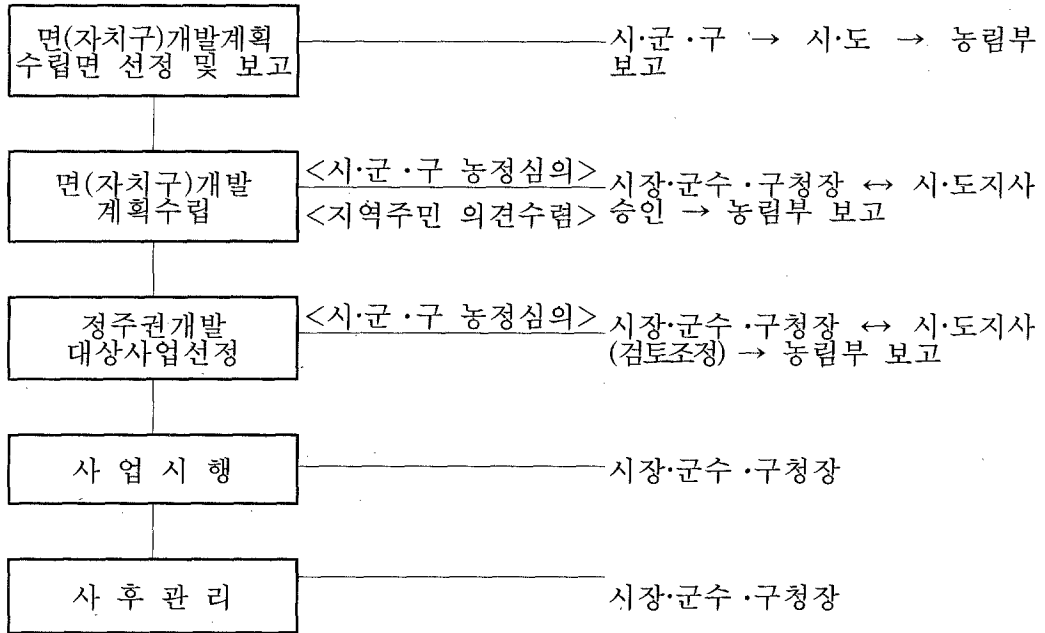 면(자치구)개발계획
수립면 선정 및 보고
시·군·구 → 시·도 → 농림부
보고
면(자치구)개발
계획수립
<시·군·구 농정심의>
<지역주민 의견수렴>
시장·군수·구청장 ↔ 시·도지사
승인 → 농림부 보고
정주권개발
대상사업선정
<시·군·구 농정심의>
시장·군수·구청장 ↔ 시·도지사
(검토조정) → 농림부 보고
사 업 시 행
시장·군수·구청장
사 후 관 리
시장·군수·구청장